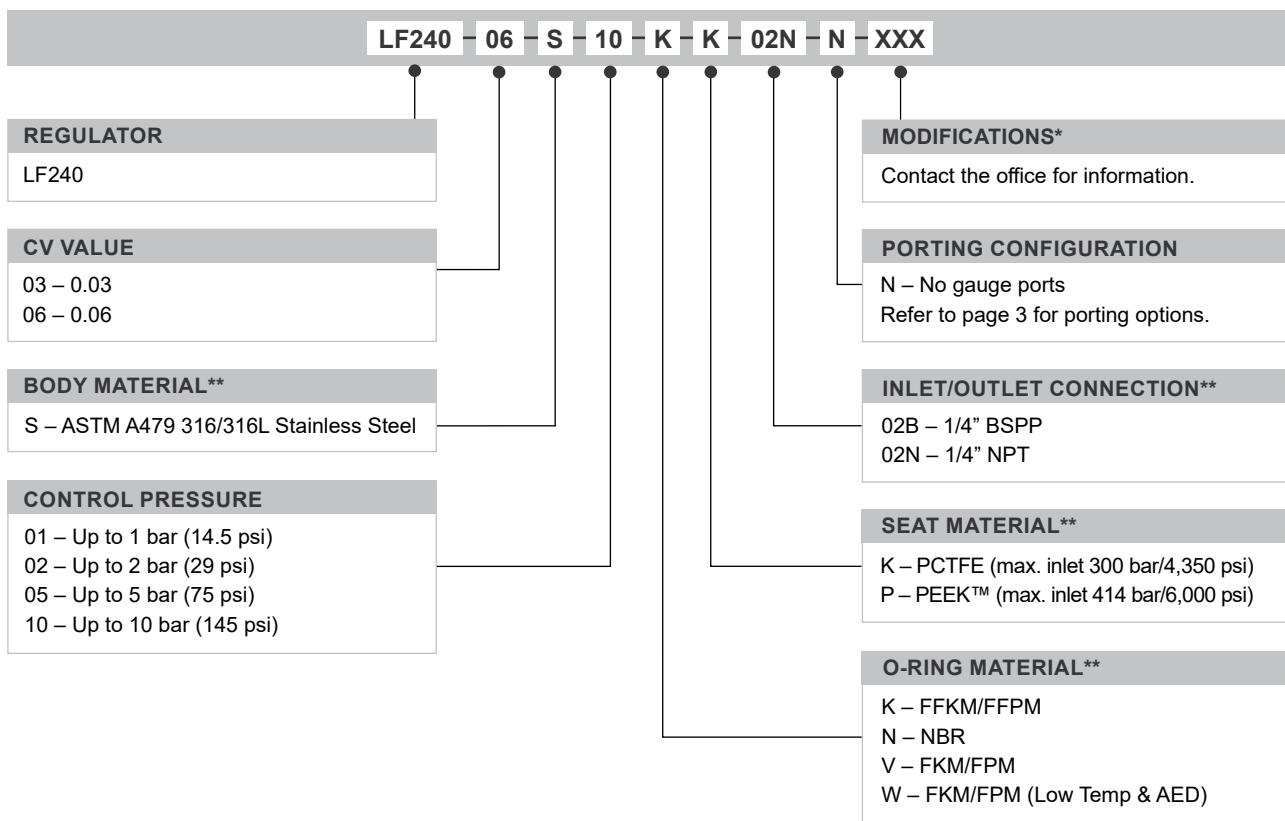 LF240 - 06 - S - 10 - K - K - 02N - N - XXX
REGULATOR
LF240
CV VALUE
03 – 0.03
06 – 0.06
BODY MATERIAL**
S – ASTM A479 316/316L Stainless Steel
CONTROL PRESSURE
01 – Up to 1 bar (14.5 psi)
02 – Up to 2 bar (29 psi)
05 – Up to 5 bar (75 psi)
10 – Up to 10 bar (145 psi)
MODIFICATIONS*
Contact the office for information.
PORTING CONFIGURATION
N – No gauge ports
Refer to page 3 for porting options.
INLET/OUTLET CONNECTION**
02B – 1/4” BSPP
02N – 1/4” NPT
SEAT MATERIAL**
K – PCTFE (max. inlet 300 bar/4,350 psi)
P – PEEK™ (max. inlet 414 bar/6,000 psi)
O-RING MATERIAL**
K – FFKM/FFPM
N – NBR
V – FKM/FPM
W – FKM/FPM (Low Temp & AED)